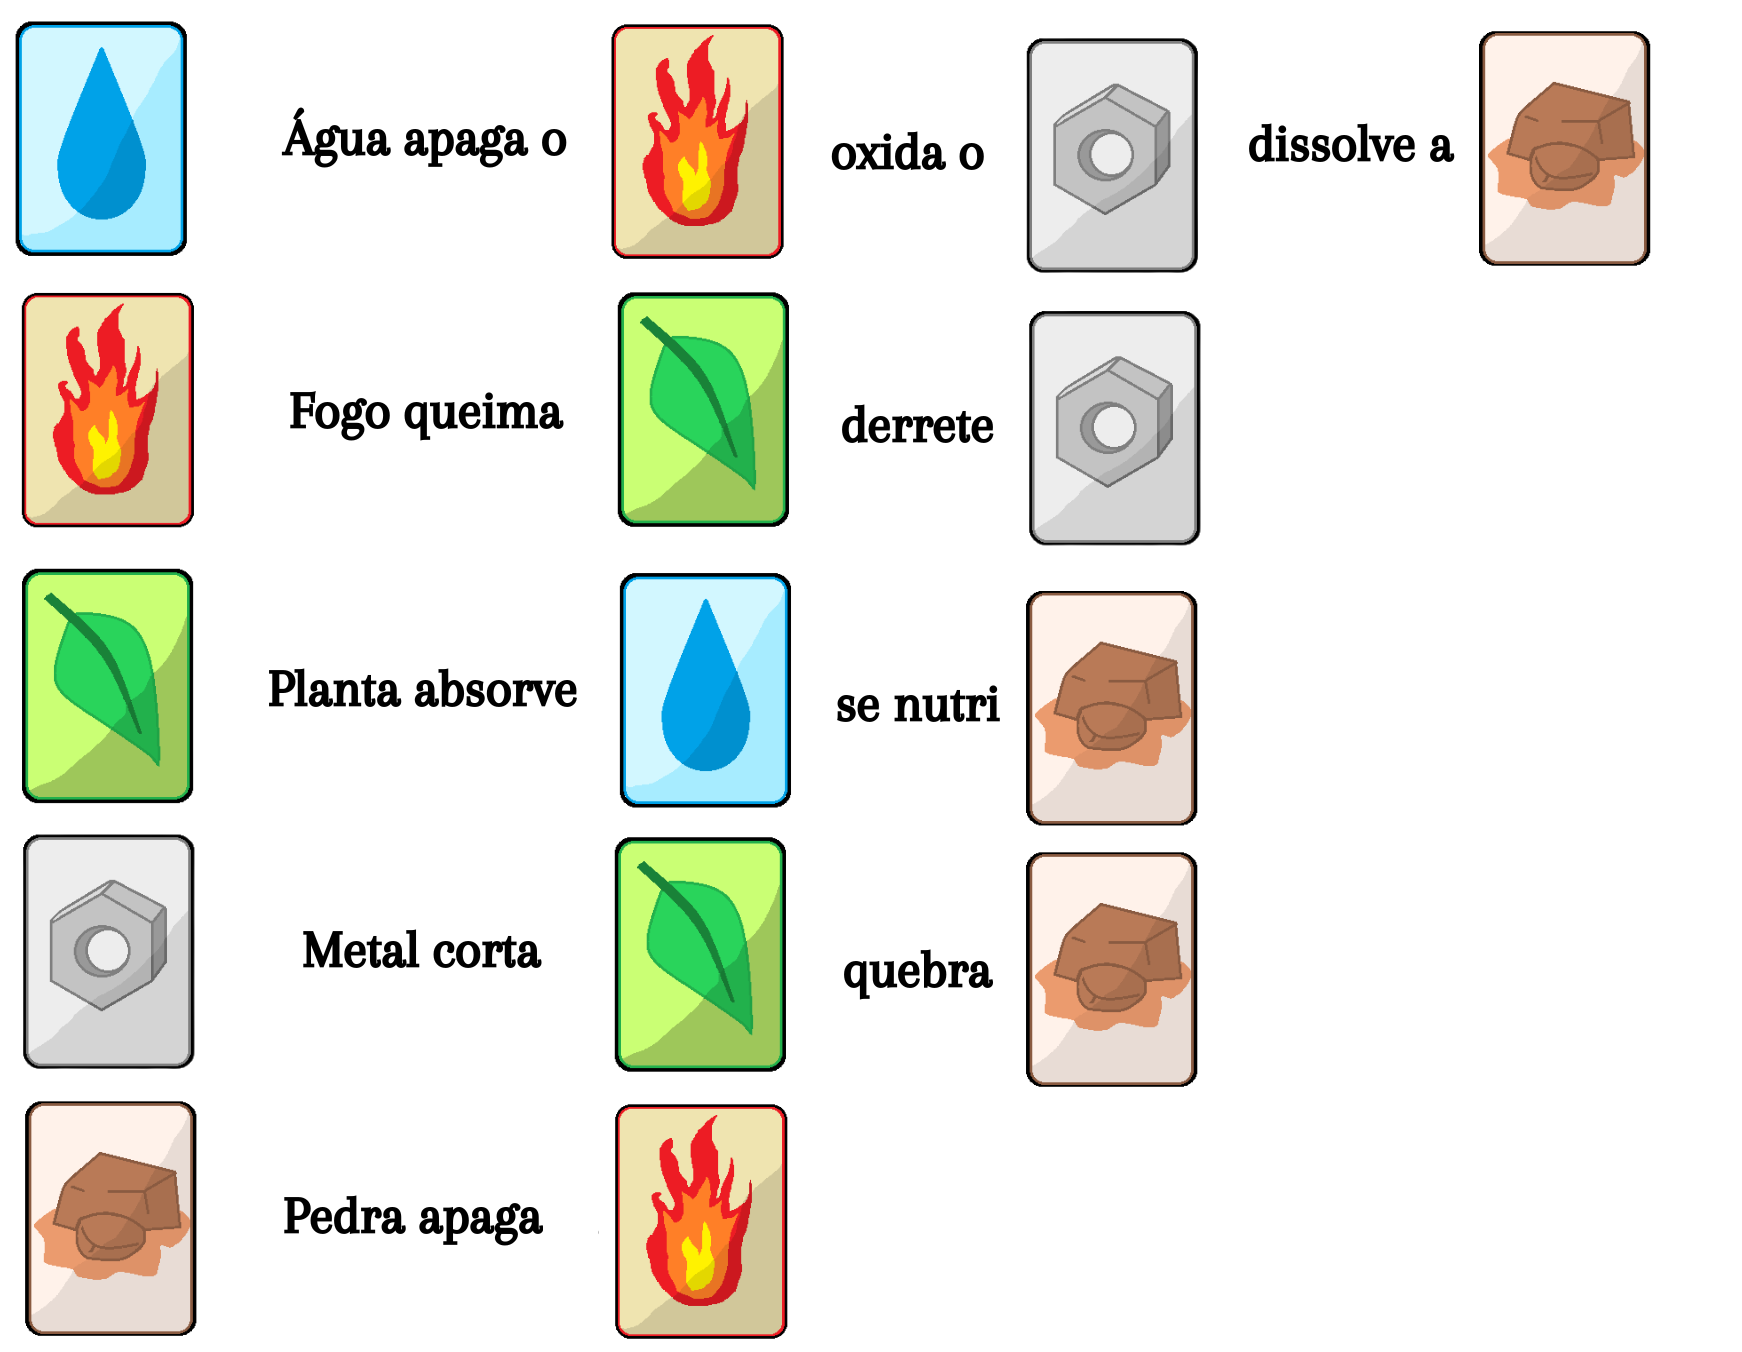 Água apaga o oxida o dissolve a
Fogo queima derrete
Planta absorve se nutri
Metal corta quebra
Pedra apaga